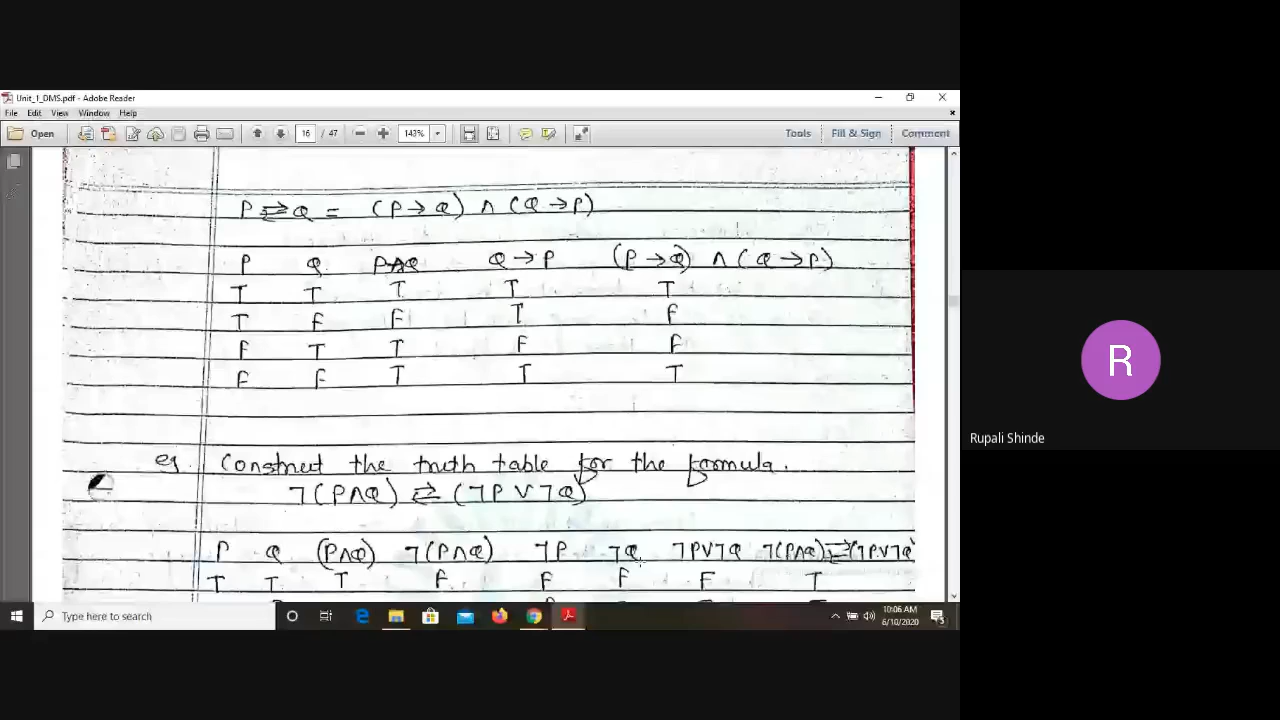 Unit_1_DMS.pdf - Adobe Reader
File Edit View Window Help
Open 16 / 47 143% Tools Fill & Sign Comment
P ⇄ Q = (P → Q) ∧ (Q → P)
P Q P→Q Q → P (P → Q) ∧ (Q → P)
T T T T T
T F F T F
F T T F F
F F T T T
eg Construct the truth table for the formula.
¬(P∧Q) ⇄ (¬P ∨ ¬Q)
P Q (P∧Q) ¬(P∧Q) ¬P ¬Q ¬P∨¬Q ¬(P∧Q)⇄(¬P∨¬Q
T T T F F F F T
R
Rupali Shinde
Type here to search
10:06 AM
6/10/2020